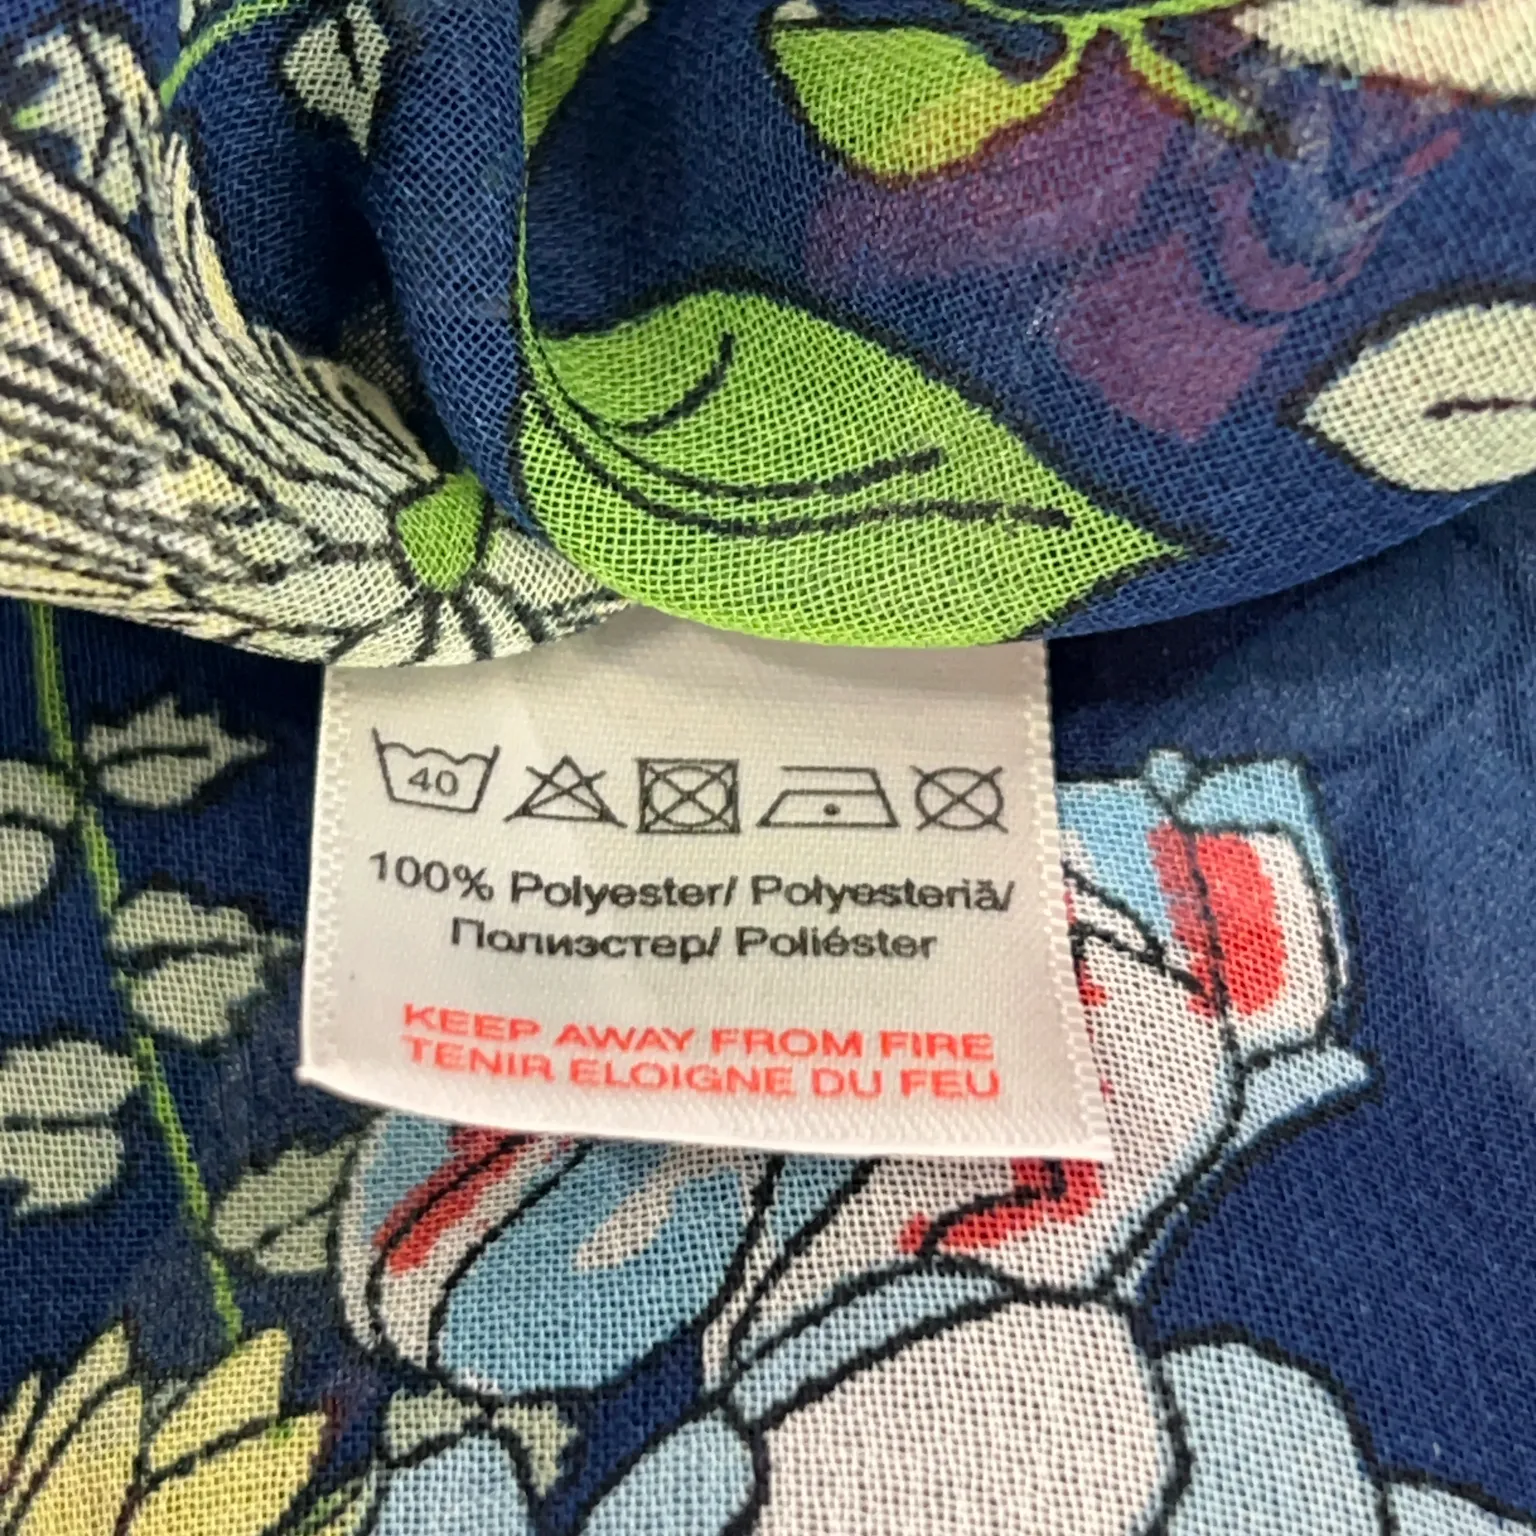 40
100% Polyester/ Polyesteriă/
Полиэстер/ Poliéster
KEEP AWAY FROM FIRE
TENIR ELOIGNE DU FEU